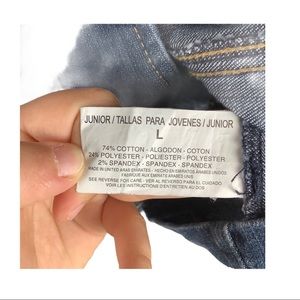 JUNIOR / TALLAS PARA JOVENES / JUNIOR
L
74% COTTON - ALGODON - COTON
24% POLYESTER - POLIESTER - POLYESTER
2% SPANDEX - SPANDEX - SPANDEX
MADE IN UNITED ARAB EMIRATES - HECHO EN EMIRATOS ARABES UNIDOS
FABRIQUE AUX EMIRATS ARABES UNIS
SEE REVERSE FOR CARE - VER AL REVERSO PARA EL CUIDADO
VOIR LES INSTRUCTIONS D'ENTRETIEN AU DOS